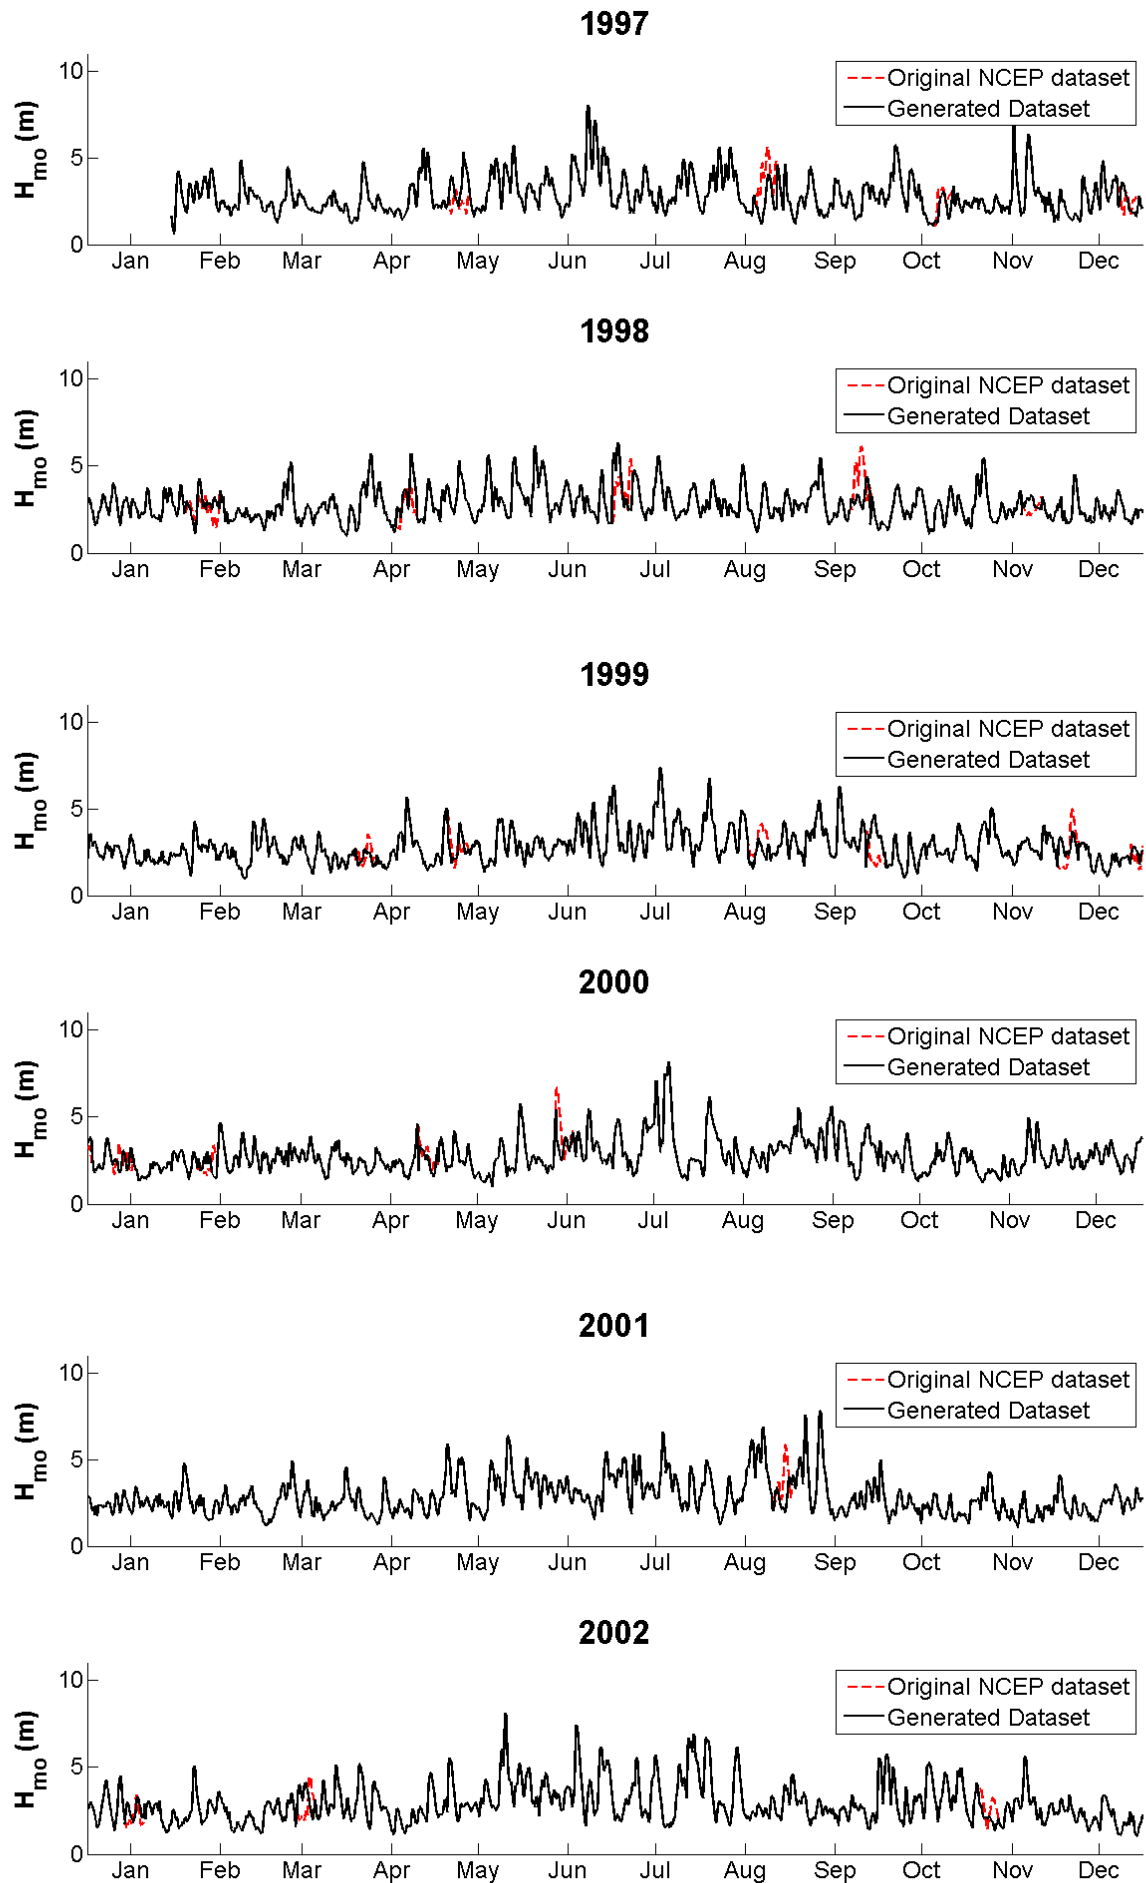 1997
H_mo (m)
10
5
0
Original NCEP dataset
Generated Dataset
Jan Feb Mar Apr May Jun Jul Aug Sep Oct Nov Dec
1998
H_mo (m)
10
5
0
Original NCEP dataset
Generated Dataset
Jan Feb Mar Apr May Jun Jul Aug Sep Oct Nov Dec
1999
H_mo (m)
10
5
0
Original NCEP dataset
Generated Dataset
Jan Feb Mar Apr May Jun Jul Aug Sep Oct Nov Dec
2000
H_mo (m)
10
5
0
Original NCEP dataset
Generated Dataset
Jan Feb Mar Apr May Jun Jul Aug Sep Oct Nov Dec
2001
H_mo (m)
10
5
0
Original NCEP dataset
Generated Dataset
Jan Feb Mar Apr May Jun Jul Aug Sep Oct Nov Dec
2002
H_mo (m)
10
5
0
Original NCEP dataset
Generated Dataset
Jan Feb Mar Apr May Jun Jul Aug Sep Oct Nov Dec